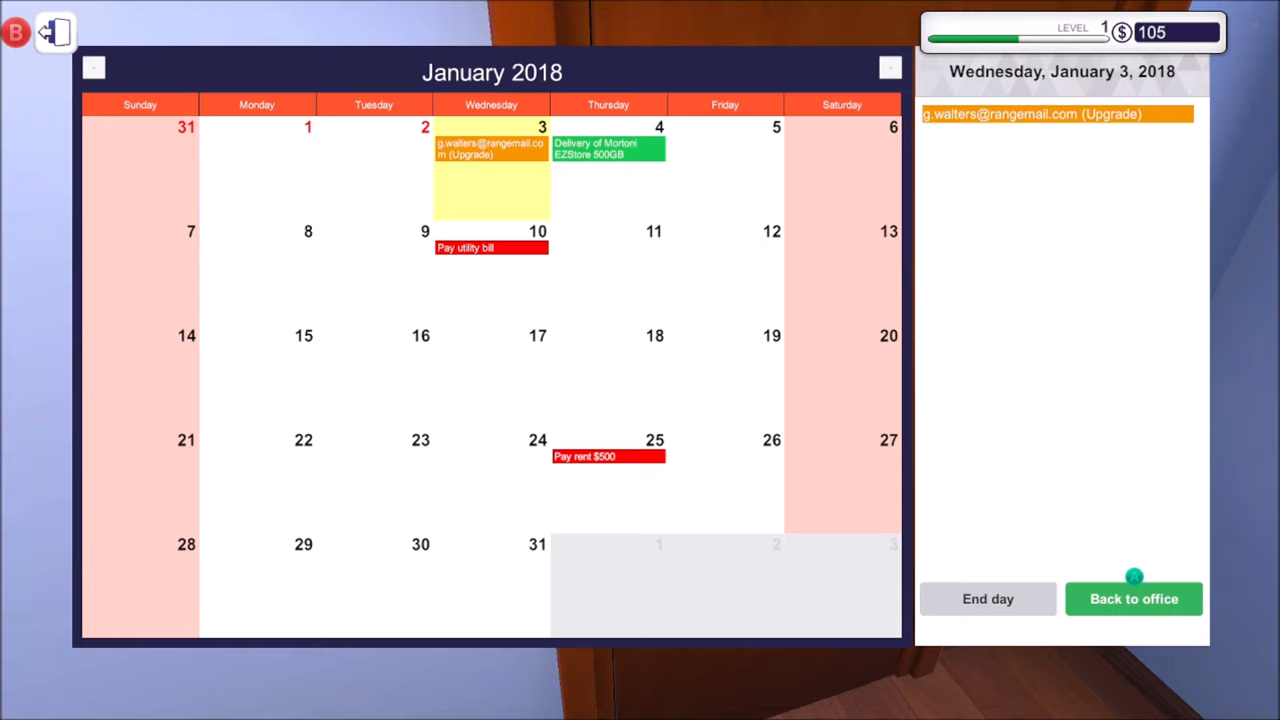 B
LEVEL 1 $ 105
January 2018
Wednesday, January 3, 2018
Sunday Monday Tuesday Wednesday Thursday Friday Saturday
g.walters@rangemail.com (Upgrade)
31 1 2 3 4 5 6
g.walters@rangemail.co
m (Upgrade)
Delivery of Mortoni
EZStore 500GB
7 8 9 10 11 12 13
Pay utility bill
14 15 16 17 18 19 20
21 22 23 24 25 26 27
Pay rent $500
28 29 30 31 1 2 3
A
End day
Back to office